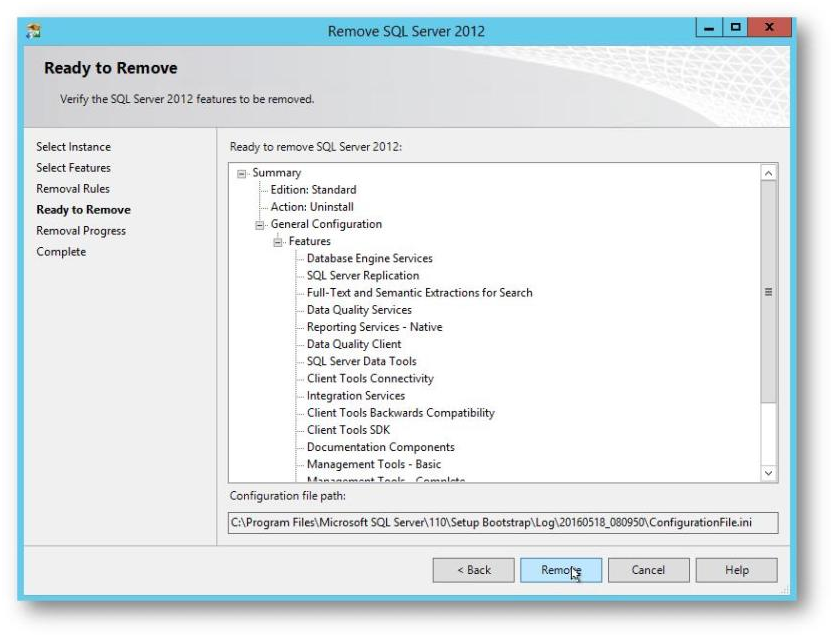 Remove SQL Server 2012
Ready to Remove
Verify the SQL Server 2012 features to be removed.
Select Instance
Select Features
Removal Rules
Ready to Remove
Removal Progress
Complete
Ready to remove SQL Server 2012:
Summary
Edition: Standard
Action: Uninstall
General Configuration
Features
Database Engine Services
SQL Server Replication
Full-Text and Semantic Extractions for Search
Data Quality Services
Reporting Services - Native
Data Quality Client
SQL Server Data Tools
Client Tools Connectivity
Integration Services
Client Tools Backwards Compatibility
Client Tools SDK
Documentation Components
Management Tools - Basic
Management Tools - Complete
Configuration file path:
C:\Program Files\Microsoft SQL Server\110\Setup Bootstrap\Log\20160518_080950\ConfigurationFile.ini
< Back
Remove
Cancel
Help